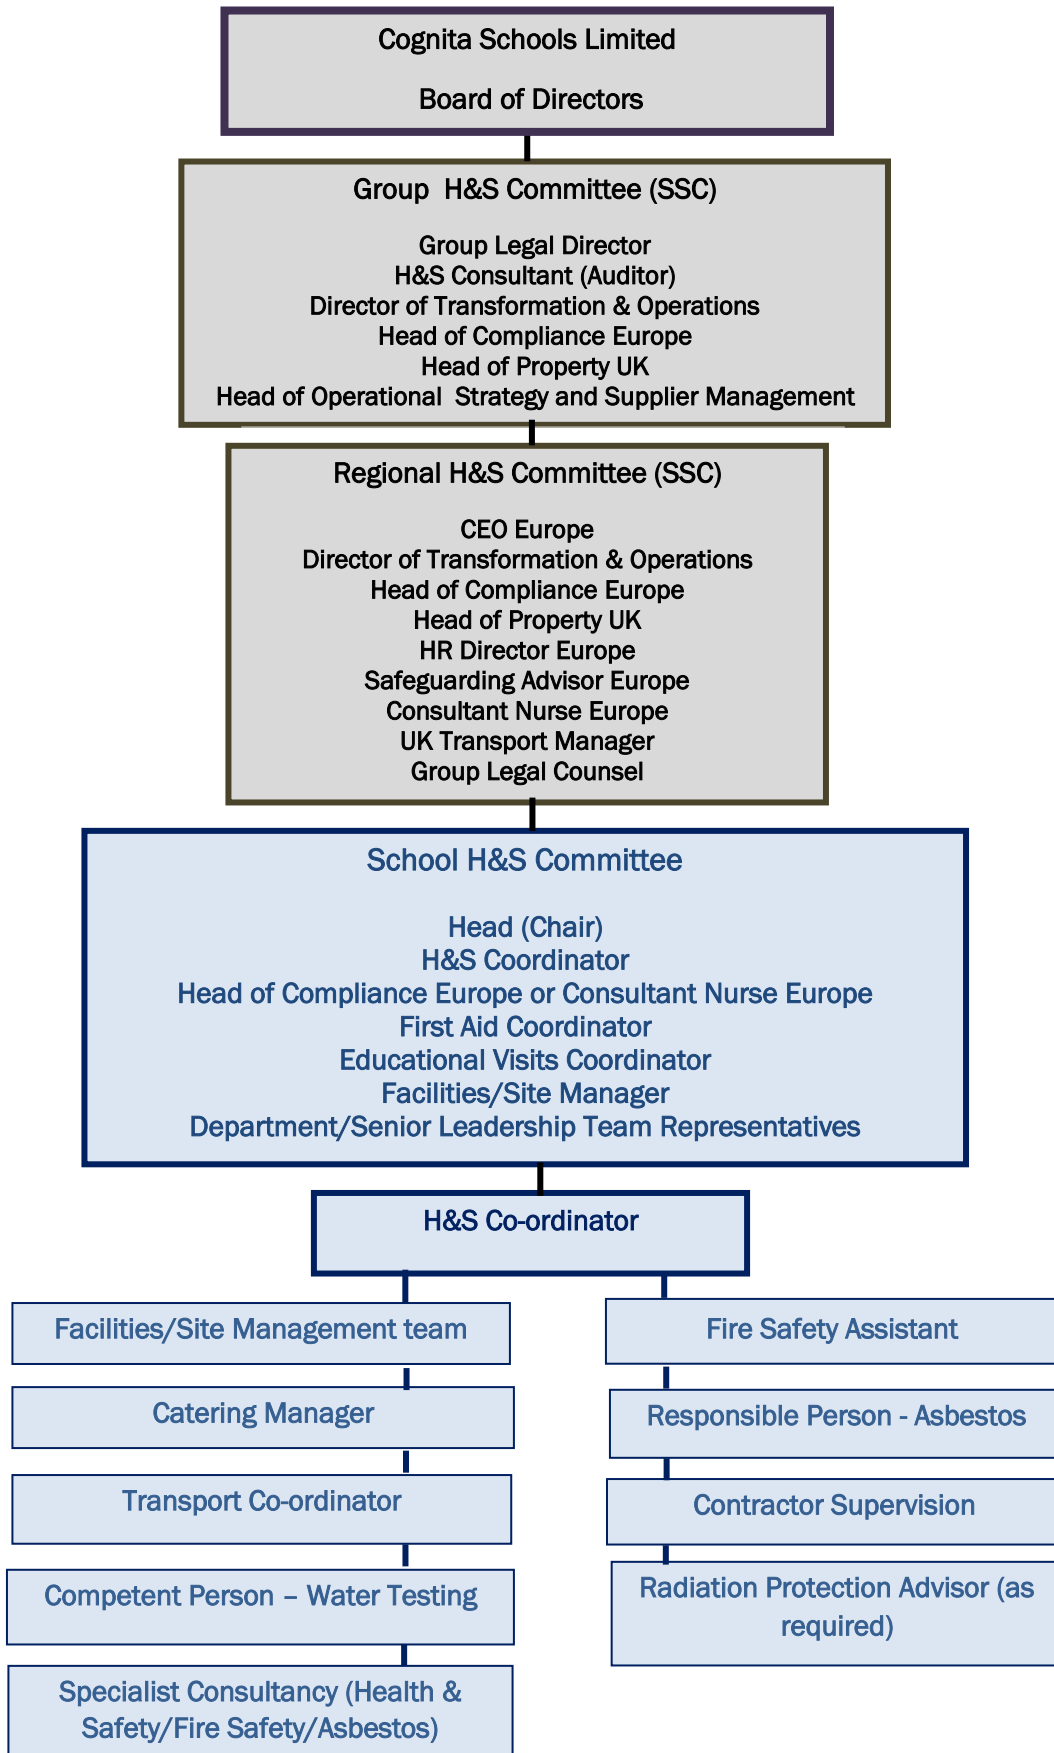 Cognita Schools Limited
Board of Directors
Group H&S Committee (SSC)
Group Legal Director
H&S Consultant (Auditor)
Director of Transformation & Operations
Head of Compliance Europe
Head of Property UK
Head of Operational Strategy and Supplier Management
Regional H&S Committee (SSC)
CEO Europe
Director of Transformation & Operations
Head of Compliance Europe
Head of Property UK
HR Director Europe
Safeguarding Advisor Europe
Consultant Nurse Europe
UK Transport Manager
Group Legal Counsel
School H&S Committee
Head (Chair)
H&S Coordinator
Head of Compliance Europe or Consultant Nurse Europe
First Aid Coordinator
Educational Visits Coordinator
Facilities/Site Manager
Department/Senior Leadership Team Representatives
H&S Co-ordinator
Facilities/Site Management team
Catering Manager
Transport Co-ordinator
Competent Person – Water Testing
Specialist Consultancy (Health &
Safety/Fire Safety/Asbestos)
Fire Safety Assistant
Responsible Person - Asbestos
Contractor Supervision
Radiation Protection Advisor (as
required)